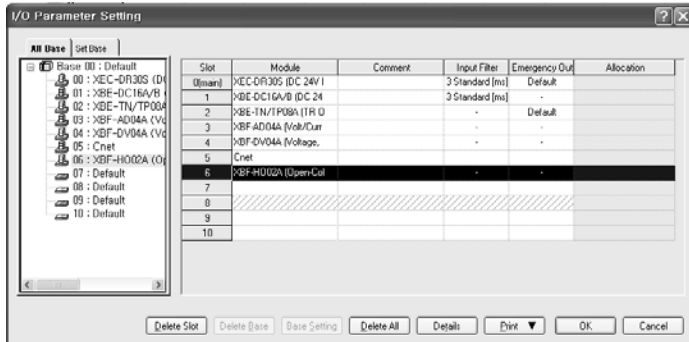 I/O Parameter Setting
All Base Set Base
Base 00 : Default
00 : XEC-DR30S (DC
01 : XBE-DC16A/B (
02 : XBE-TN/TP08A
03 : XBF-AD04A (Vo
04 : XBF-DV04A (Vo
05 : Cnet
06 : XBF-HO02A (Op
07 : Default
08 : Default
09 : Default
10 : Default
Slot Module Comment Input Filter Emergency Out Allocation
0(main) XEC-DR30S (DC 24V I 3 Standard [ms] Default
1 XBE-DC16A/B (DC 24 3 Standard [ms] -
2 XBE-TN/TP08A (TR O - Default
3 XBF-AD04A (Volt/Curr - -
4 XBF-DV04A (Voltage, - -
5 Cnet
6 XBF-HO02A (Open-Col - -
7
8
9
10
Delete Slot Delete Base Base Setting Delete All Details Print ▼ OK Cancel